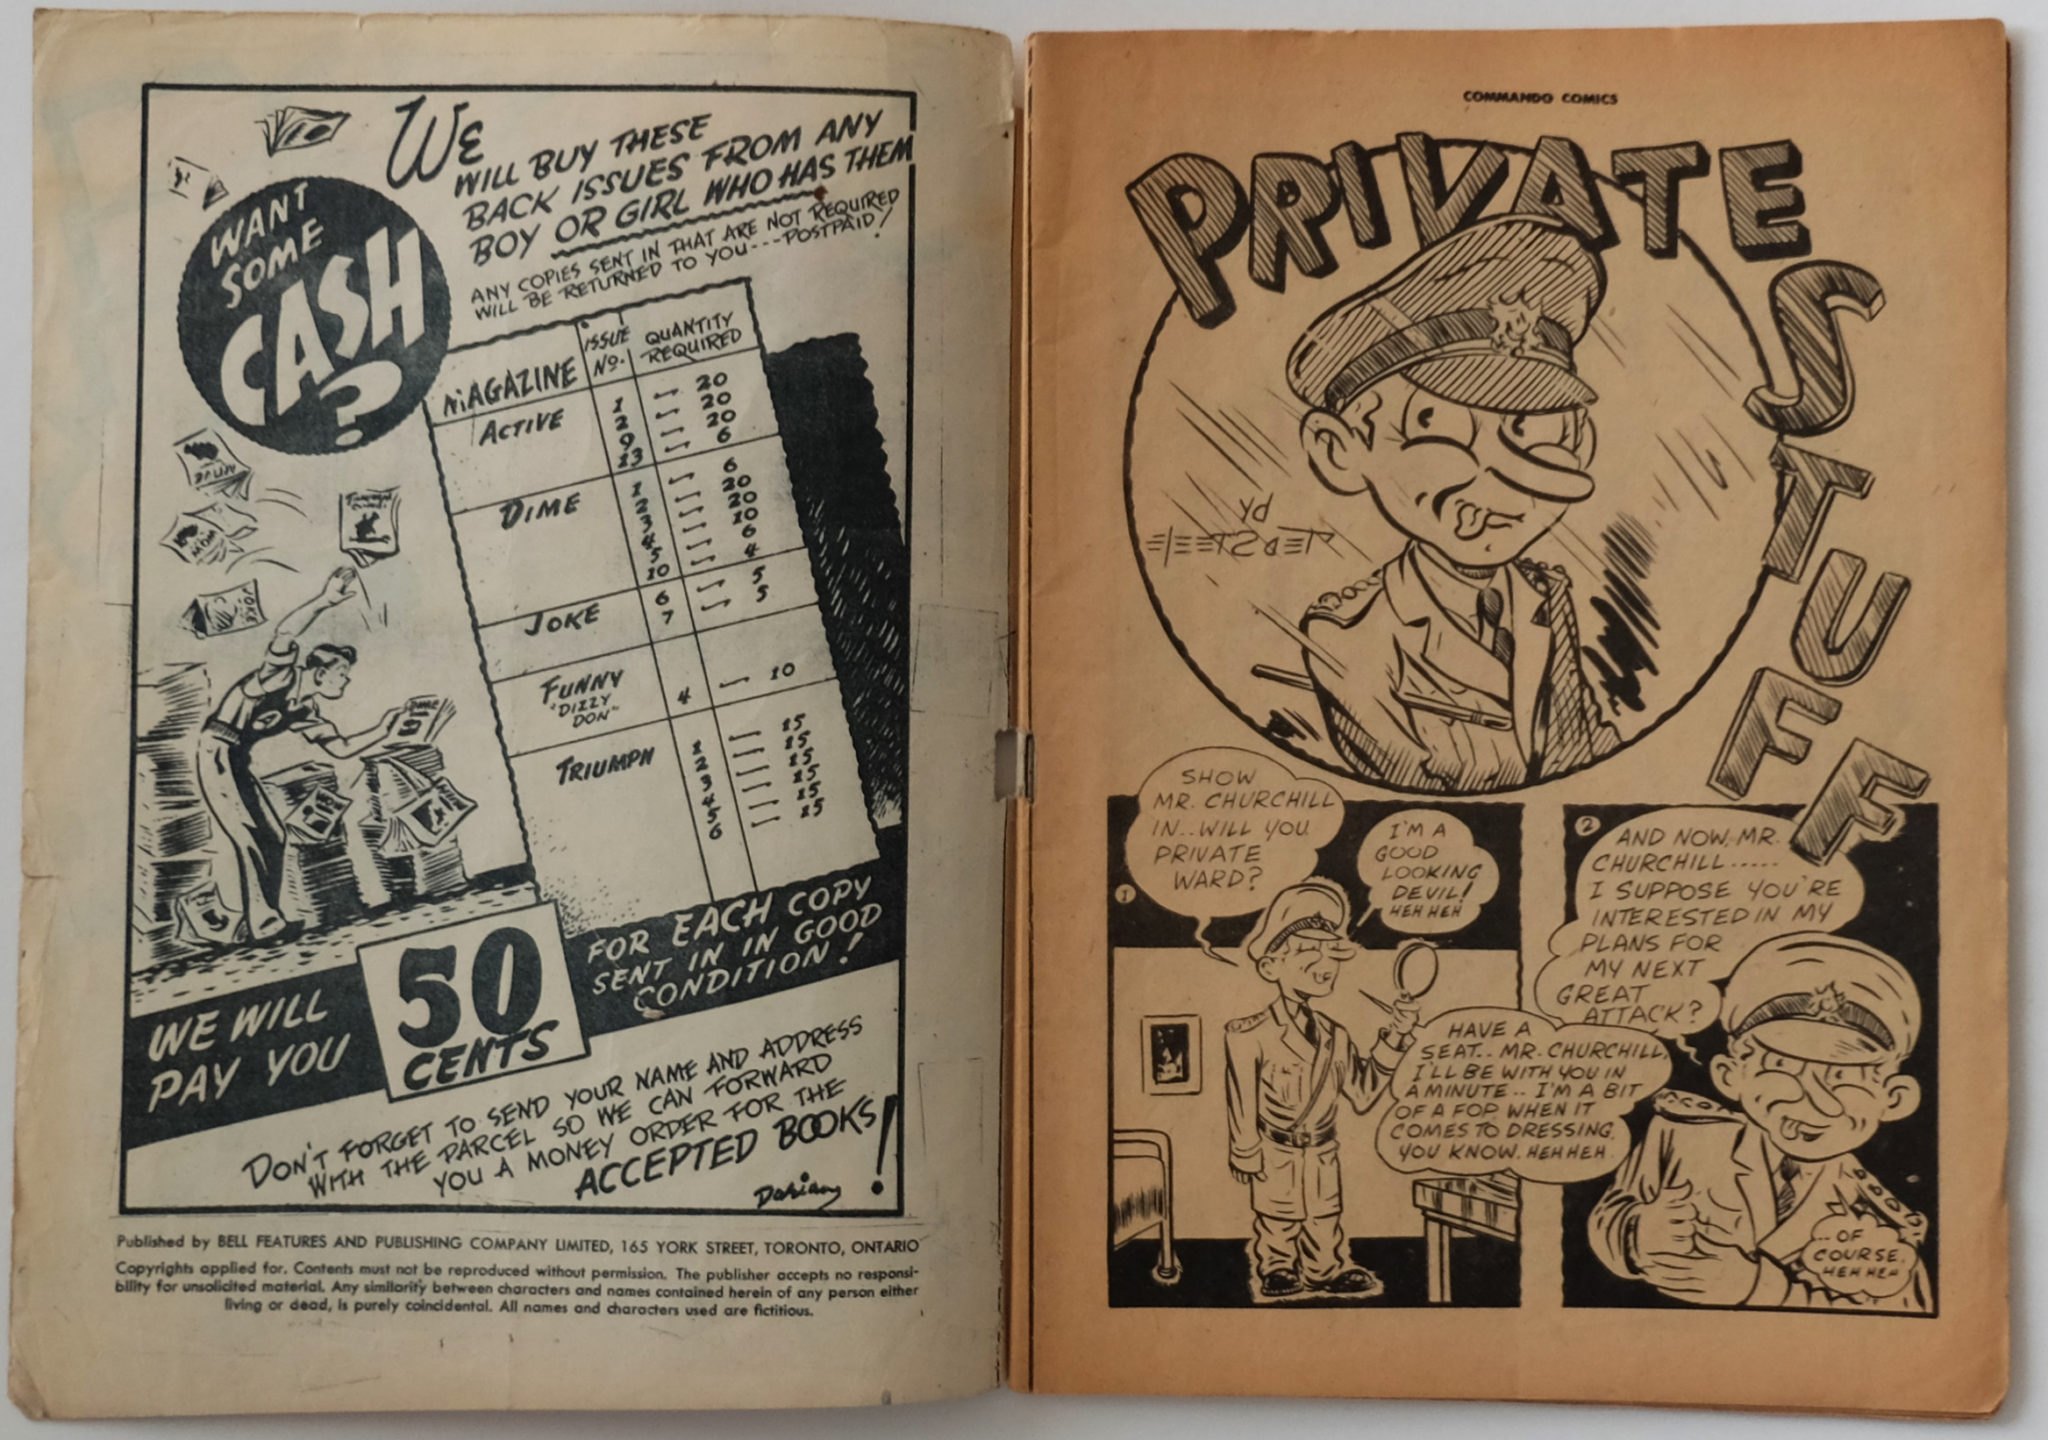 WANT
SOME
CASH
?
WE
WILL BUY THESE
BACK ISSUES FROM ANY
BOY OR GIRL WHO HAS THEM
ANY COPIES SENT IN THAT ARE NOT REQUIRED
WILL BE RETURNED TO YOU---POSTPAID!
MAGAZINE ISSUE NO. QUANTITY REQUIRED
ACTIVE 1 20
2 20
9 20
13 6
DIME 1 6
2 20
3 20
4 10
5 6
10 4
JOKE 6 5
7 5
FUNNY "DIZZY DON" 4 10
TRIUMPH 1 15
2 15
3 15
4 15
5 15
6 15
JOKE
WE WILL
PAY YOU
50
CENTS
FOR EACH COPY
SENT IN IN GOOD
CONDITION!
DON'T FORGET TO SEND YOUR NAME AND ADDRESS
WITH THE PARCEL SO WE CAN FORWARD
YOU A MONEY ORDER FOR THE
ACCEPTED BOOKS!
Published by BELL FEATURES AND PUBLISHING COMPANY LIMITED, 165 YORK STREET, TORONTO, ONTARIO
Copyrights applied for. Contents must not be reproduced without permission. The publisher accepts no responsi-
bility for unsolicited material. Any similarity between characters and names contained herein of any person either
living or dead, is purely coincidental. All names and characters used are fictitious.
COMMANDO COMICS
PRIVATE
STUFF
1
SHOW
MR. CHURCHILL
IN.. WILL YOU
PRIVATE
WARD?
I'M A
GOOD
LOOKING
DEVIL!
HEH HEH
HAVE A
SEAT.. MR. CHURCHILL,
I'LL BE WITH YOU IN
A MINUTE.. I'M A BIT
OF A FOP, WHEN IT
COMES TO DRESSING,
YOU KNOW. HEH HEH.
2
AND NOW, MR.
CHURCHILL.....
I SUPPOSE YOU'RE
INTERESTED IN MY
PLANS FOR
MY NEXT
GREAT
ATTACK?
... OF
COURSE,
HEH HEH